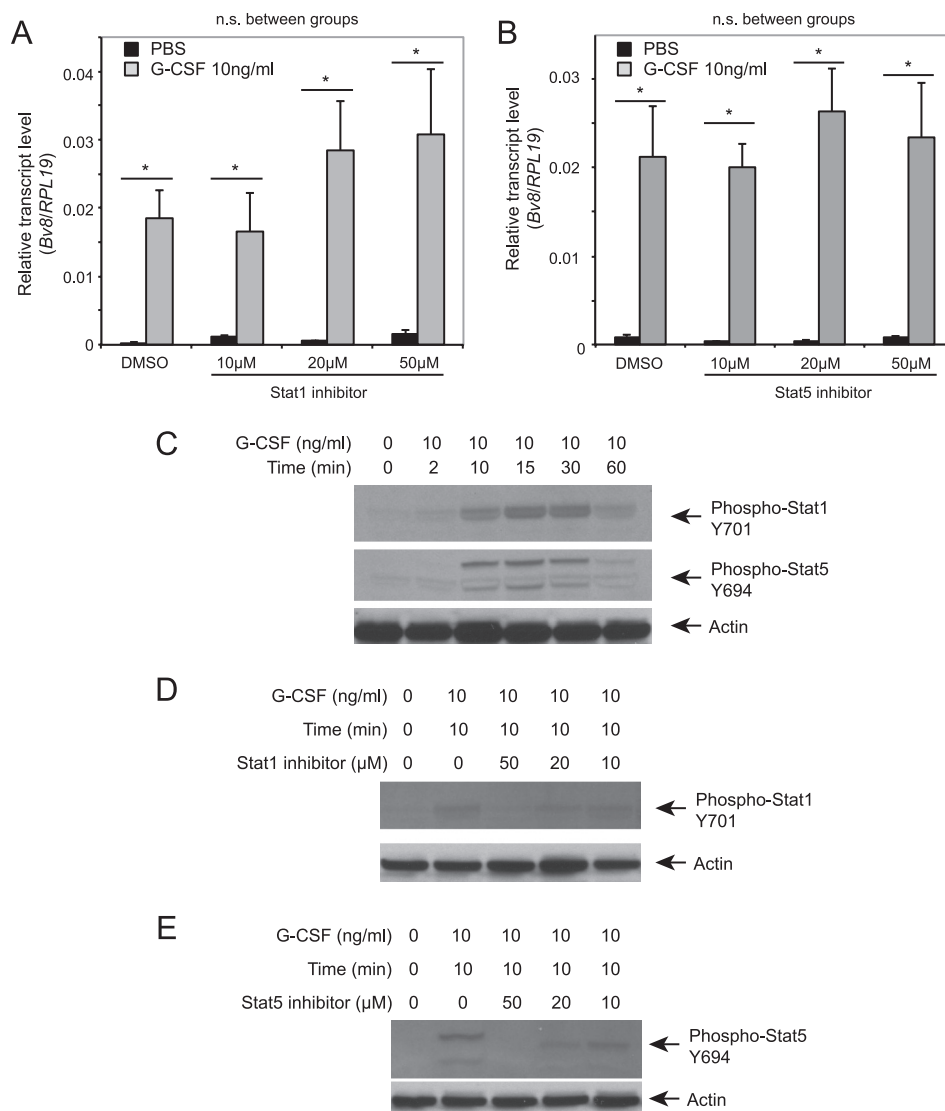 A
n.s. between groups
PBS
G-CSF 10ng/ml
Relative transcript level
(Bv8/RPL19)
0.04
0.03
0.02
0.01
0
* * * *
DMSO 10µM 20µM 50µM
Stat1 inhibitor
B
n.s. between groups
PBS
G-CSF 10ng/ml
Relative transcript level
(Bv8/RPL19)
0.03
0.02
0.01
0
* * * *
DMSO 10µM 20µM 50µM
Stat5 inhibitor
C
G-CSF (ng/ml) 0 10 10 10 10 10
Time (min) 0 2 10 15 30 60
Phospho-Stat1
Y701
Phospho-Stat5
Y694
Actin
D
G-CSF (ng/ml) 0 10 10 10 10
Time (min) 0 10 10 10 10
Stat1 inhibitor (µM) 0 0 50 20 10
Phospho-Stat1
Y701
Actin
E
G-CSF (ng/ml) 0 10 10 10 10
Time (min) 0 10 10 10 10
Stat5 inhibitor (µM) 0 0 50 20 10
Phospho-Stat5
Y694
Actin